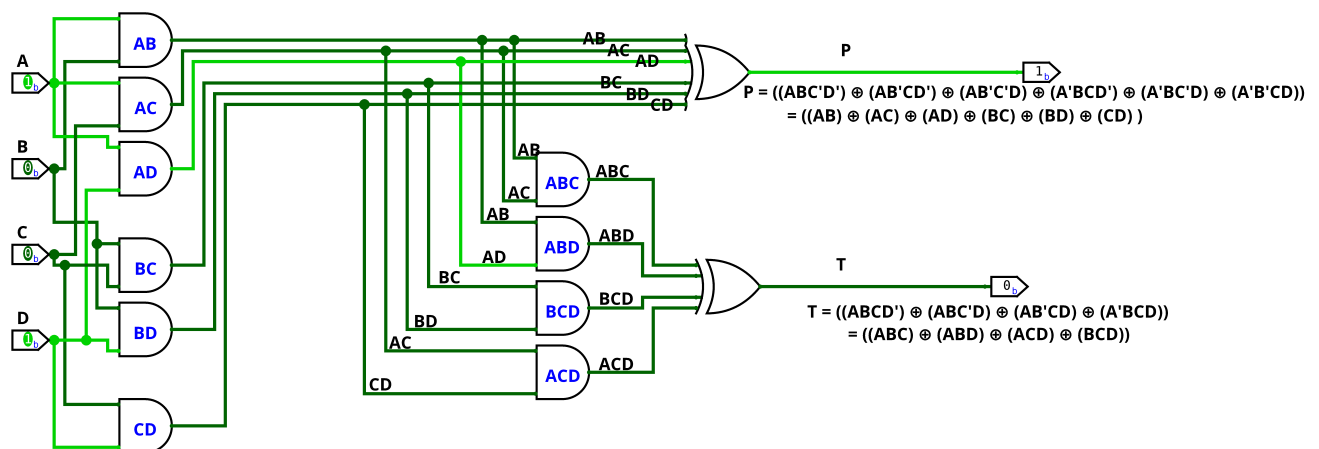 A
1 b
B
0 b
C
0 b
D
1 b
AB
AC
AD
BC
BD
CD
AB
AC
AD
BC
BD
CD
P
1 b
P = ((ABC'D') ⊕ (AB'CD') ⊕ (AB'C'D) ⊕ (A'BCD') ⊕ (A'BC'D) ⊕ (A'B'CD))
= ((AB) ⊕ (AC) ⊕ (AD) ⊕ (BC) ⊕ (BD) ⊕ (CD) )
AB
AC
ABC
ABC
AB
AD
ABD
ABD
BC
BD
BCD
BCD
AC
CD
ACD
ACD
T
0 b
T = ((ABCD') ⊕ (ABC'D) ⊕ (AB'CD) ⊕ (A'BCD))
= ((ABC) ⊕ (ABD) ⊕ (ACD) ⊕ (BCD))